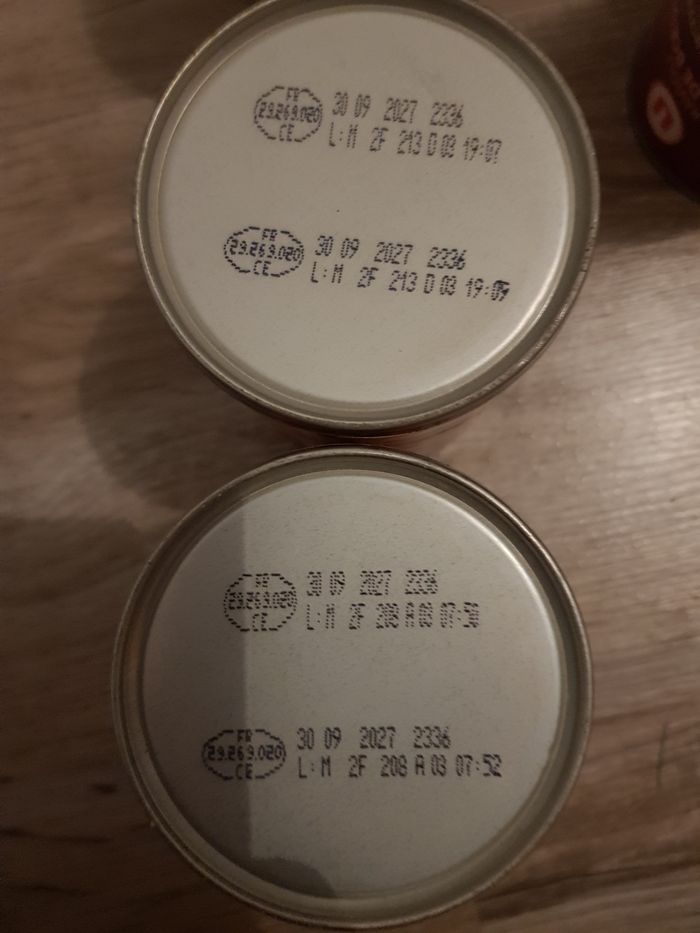 FR
29.269.020
CE
30 09 2027 2336
L:M 2F 213 D 03 19:07
FR
29.269.020
CE
30 09 2027 2336
L:M 2F 213 D 03
FR
29.269.020
CE
30 09 2027 2336
L:M 2F 208 A 03 07:50
FR
29.269.020
CE
30 09 2027 2336
L:M 2F 208 A 03 07:52